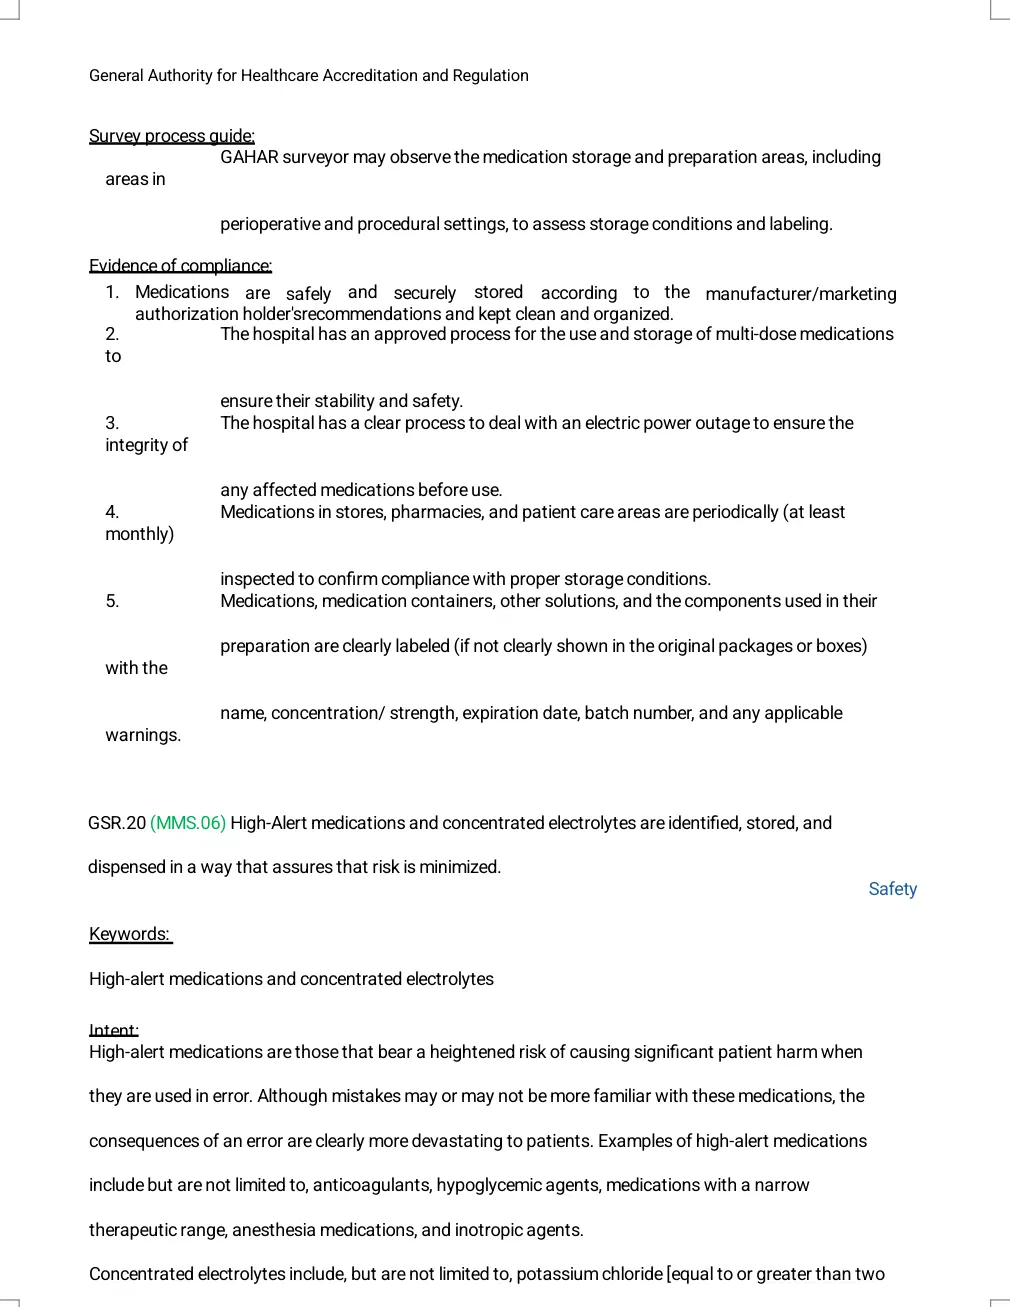 General Authority for Healthcare Accreditation and Regulation
Survey process guide:
GAHAR surveyor may observe the medication storage and preparation areas, including
areas in
perioperative and procedural settings, to assess storage conditions and labeling.
Evidence of compliance:
1. Medications are safely and securely stored according to the manufacturer/marketing
authorization holder'srecommendations and kept clean and organized.
2. The hospital has an approved process for the use and storage of multi-dose medications
to
ensure their stability and safety.
3. The hospital has a clear process to deal with an electric power outage to ensure the
integrity of
any affected medications before use.
4. Medications in stores, pharmacies, and patient care areas are periodically (at least
monthly)
inspected to confirm compliance with proper storage conditions.
5. Medications, medication containers, other solutions, and the components used in their
preparation are clearly labeled (if not clearly shown in the original packages or boxes)
with the
name, concentration/ strength, expiration date, batch number, and any applicable
warnings.
GSR.20 (MMS.06) High-Alert medications and concentrated electrolytes are identified, stored, and
dispensed in a way that assures that risk is minimized.
Safety
Keywords:
High-alert medications and concentrated electrolytes
Intent:
High-alert medications are those that bear a heightened risk of causing significant patient harm when
they are used in error. Although mistakes may or may not be more familiar with these medications, the
consequences of an error are clearly more devastating to patients. Examples of high-alert medications
include but are not limited to, anticoagulants, hypoglycemic agents, medications with a narrow
therapeutic range, anesthesia medications, and inotropic agents.
Concentrated electrolytes include, but are not limited to, potassium chloride [equal to or greater than two